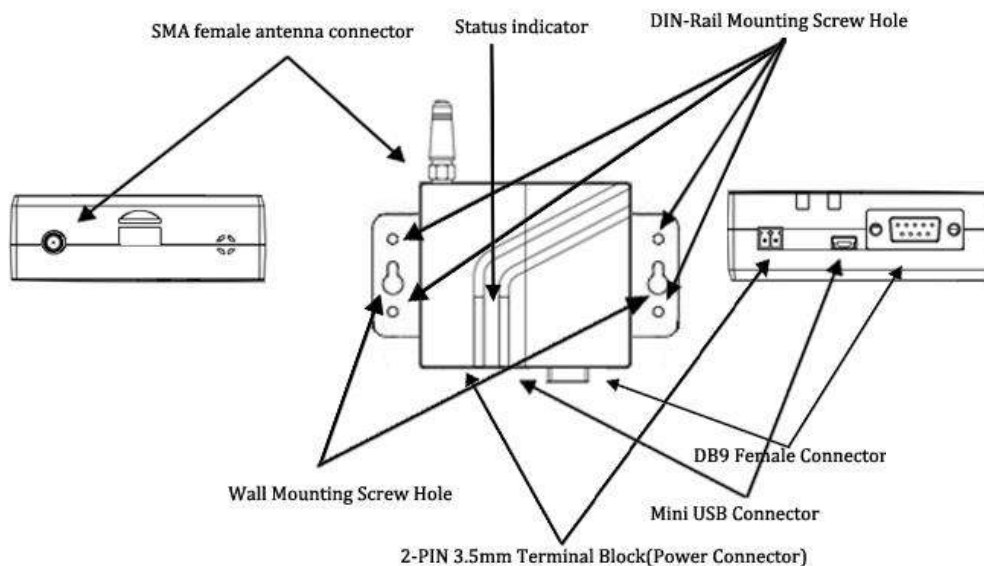 DIN-Rail Mounting Screw Hole
SMA female antenna connector
Status indicator
DB9 Female Connector
Wall Mounting Screw Hole
Mini USB Connector
2-PIN 3.5mm Terminal Block(Power Connector)